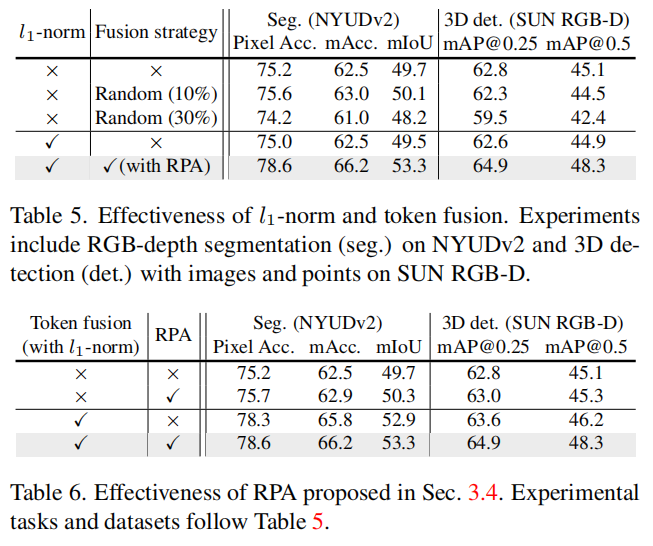 l₁-norm Fusion strategy Seg. (NYUDv2) 3D det. (SUN RGB-D)
Pixel Acc. mAcc. mIoU mAP@0.25 mAP@0.5
× × 75.2 62.5 49.7 62.8 45.1
× Random (10%) 75.6 63.0 50.1 62.3 44.5
× Random (30%) 74.2 61.0 48.2 59.5 42.4
✓ × 75.0 62.5 49.5 62.6 44.9
✓ ✓(with RPA) 78.6 66.2 53.3 64.9 48.3
Table 5. Effectiveness of l₁-norm and token fusion. Experiments
include RGB-depth segmentation (seg.) on NYUDv2 and 3D de-
tection (det.) with images and points on SUN RGB-D.
Token fusion RPA Seg. (NYUDv2) 3D det. (SUN RGB-D)
(with l₁-norm) Pixel Acc. mAcc. mIoU mAP@0.25 mAP@0.5
× × 75.2 62.5 49.7 62.8 45.1
× ✓ 75.7 62.9 50.3 63.0 45.3
✓ × 78.3 65.8 52.9 63.6 46.2
✓ ✓ 78.6 66.2 53.3 64.9 48.3
Table 6. Effectiveness of RPA proposed in Sec. 3.4. Experimental
tasks and datasets follow Table 5.